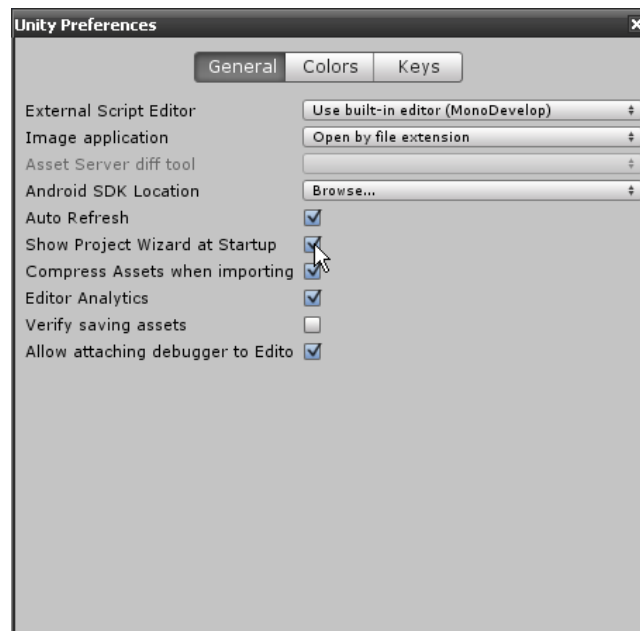 Unity Preferences
General Colors Keys
External Script Editor Use built-in editor (MonoDevelop)
Image application Open by file extension
Asset Server diff tool
Android SDK Location Browse...
Auto Refresh
Show Project Wizard at Startup
Compress Assets when importing
Editor Analytics
Verify saving assets
Allow attaching debugger to Edito